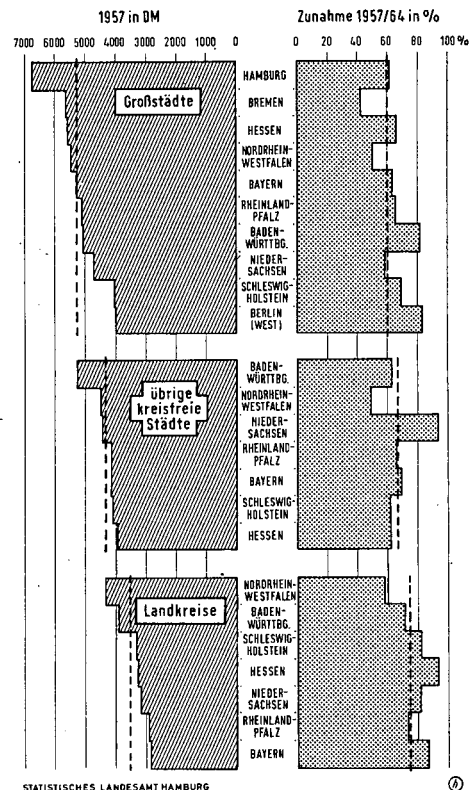 1957 in DM
Zunahme 1957/64 in %
7000 6000 5000 4000 3000 2000 1000 0
0 20 40 60 80 100 %
Großstädte
HAMBURG
BREMEN
HESSEN
NORDRHEIN-
WESTFALEN
BAYERN
RHEINLAND-
PFALZ
BADEN-
WÜRTTBG.
NIEDER-
SACHSEN
SCHLESWIG-
HOLSTEIN
BERLIN
(WEST)
übrige
kreisfreie
Städte
BADEN-
WÜRTTBG.
NORDRHEIN-
WESTFALEN
NIEDER-
SACHSEN
RHEINLAND-
PFALZ
BAYERN
SCHLESWIG-
HOLSTEIN
HESSEN
Landkreise
NORDRHEIN-
WESTFALEN
BADEN-
WÜRTTBG.
SCHLESWIG-
HOLSTEIN
HESSEN
NIEDER-
SACHSEN
RHEINLAND-
PFALZ
BAYERN
STATISTISCHES LANDESAMT HAMBURG